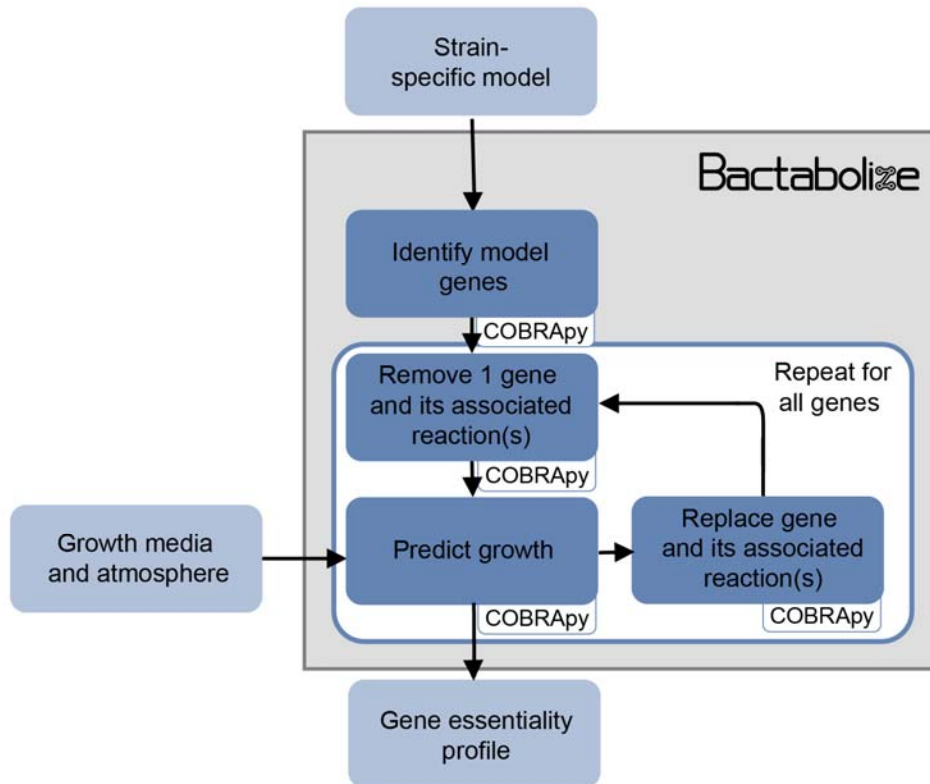 Strain-
specific model
Bactabolize
Identify model
genes
COBRApy
Remove 1 gene
and its associated
reaction(s)
COBRApy
Repeat for
all genes
Growth media
and atmosphere
Predict growth
COBRApy
Replace gene
and its associated
reaction(s)
COBRApy
Gene essentiality
profile